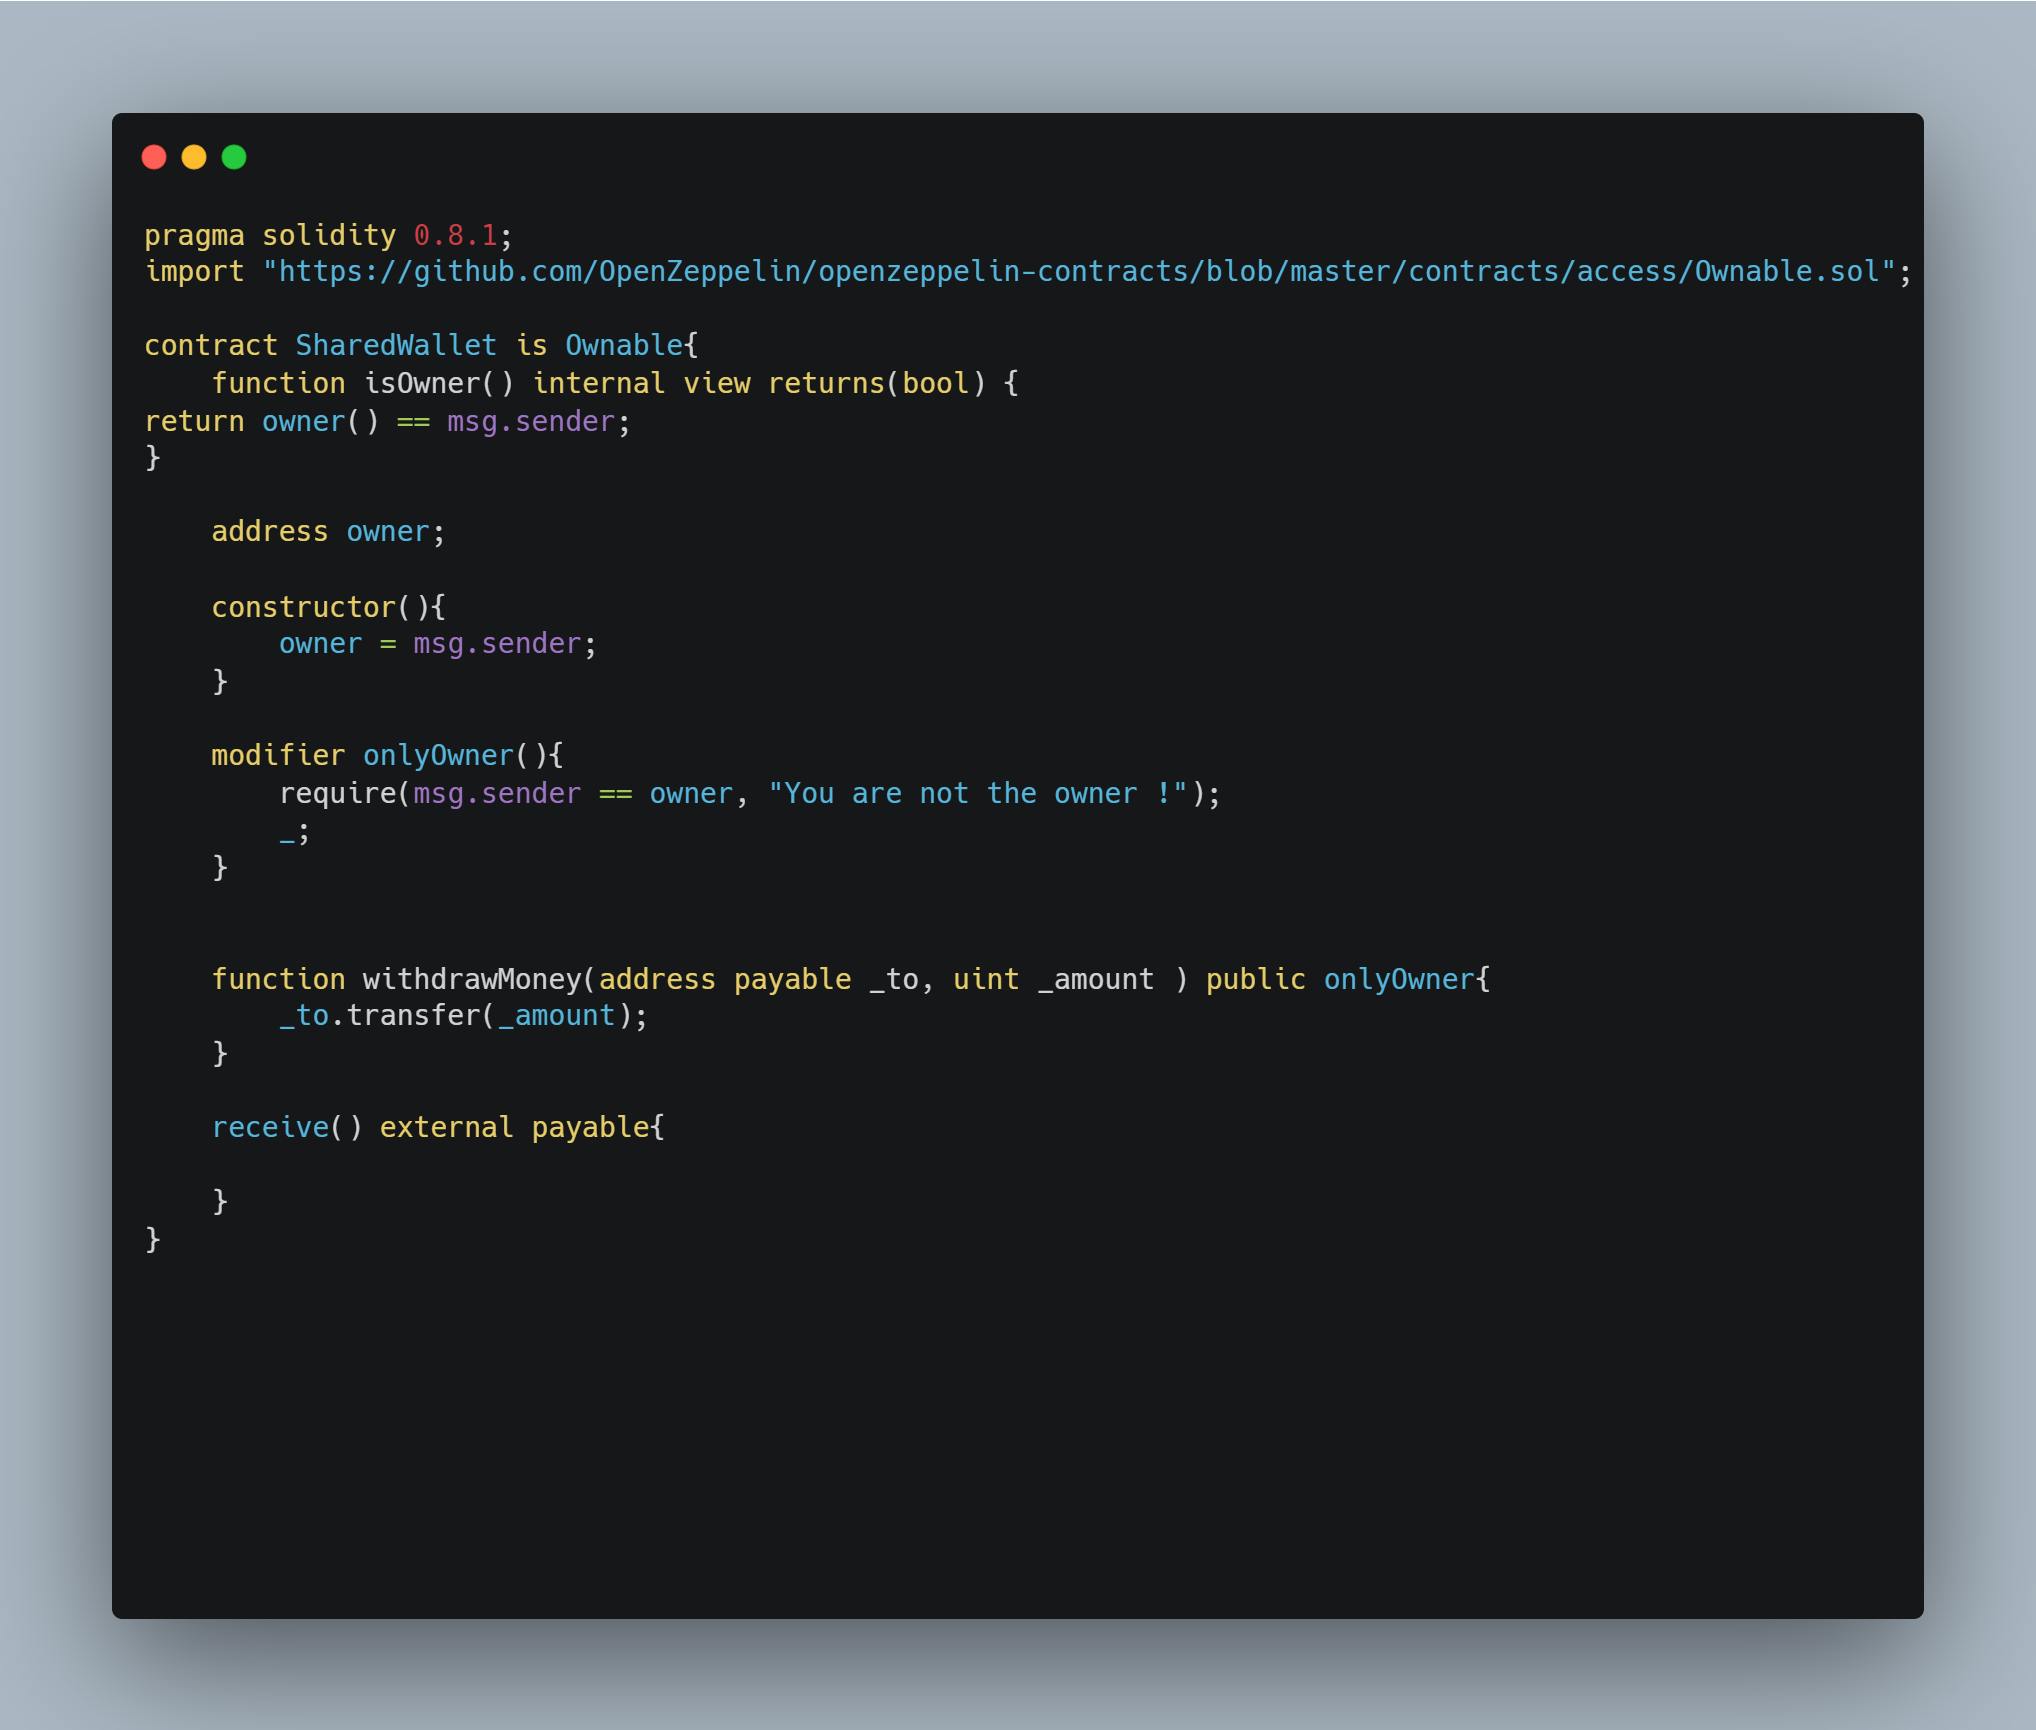 pragma solidity 0.8.1;
import "https://github.com/OpenZeppelin/openzeppelin-contracts/blob/master/contracts/access/Ownable.sol";
contract SharedWallet is Ownable{
    function isOwner() internal view returns(bool) {
return owner() == msg.sender;
}
    address owner;
    constructor(){
        owner = msg.sender;
    }
    modifier onlyOwner(){
        require(msg.sender == owner, "You are not the owner !");
        _;
    }
    function withdrawMoney(address payable _to, uint _amount ) public onlyOwner{
        _to.transfer(_amount);
    }
    receive() external payable{
    }
}